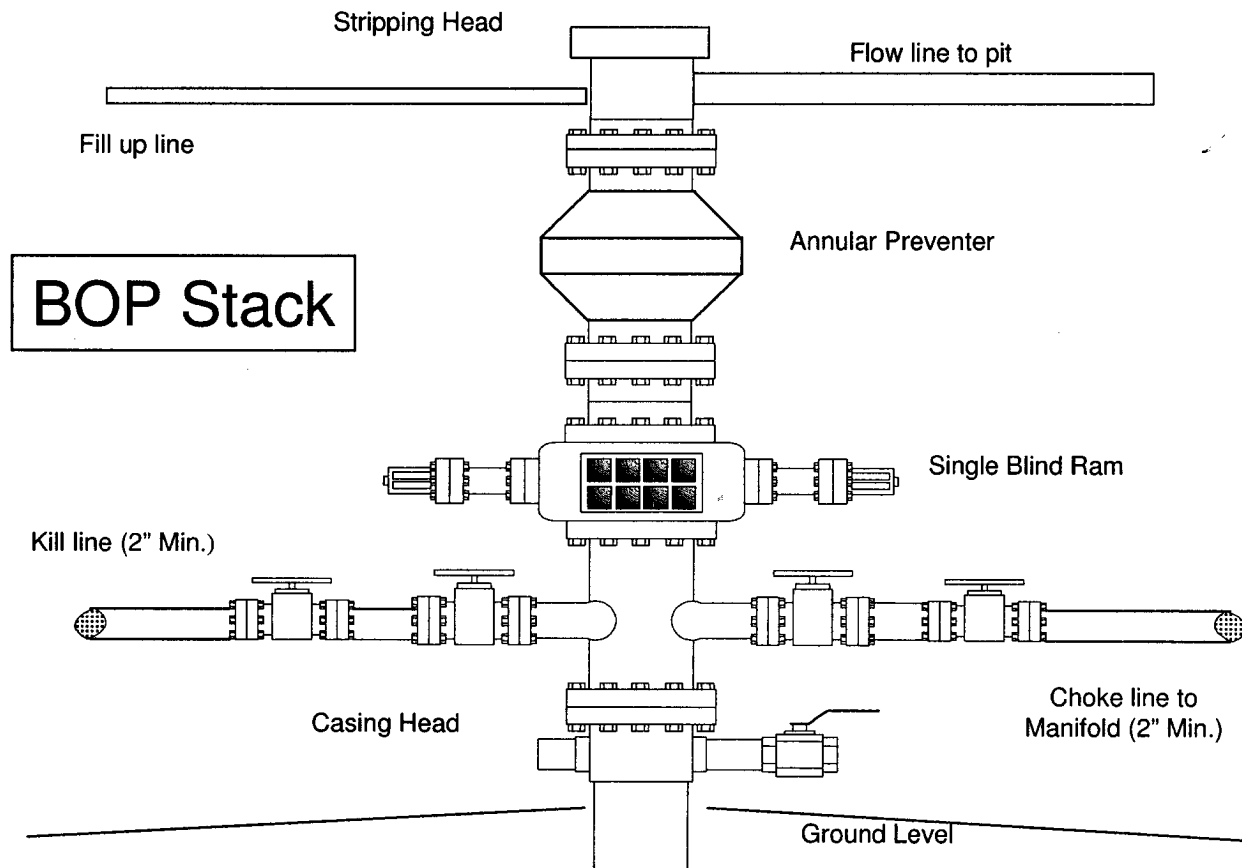 Stripping Head
Flow line to pit
Fill up line
Annular Preventer
BOP Stack
Single Blind Ram
Kill line (2" Min.)
Casing Head
Choke line to
Manifold (2" Min.)
Ground Level